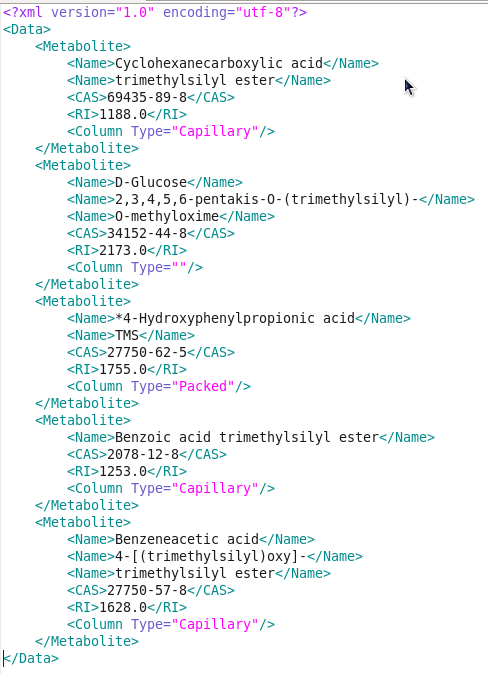 <?xml version="1.0" encoding="utf-8"?>
<Data>
    <Metabolite>
        <Name>Cyclohexanecarboxylic acid</Name>
        <Name>trimethylsilyl ester</Name>
        <CAS>69435-89-8</CAS>
        <RI>1188.0</RI>
        <Column Type="Capillary"/>
    </Metabolite>
    <Metabolite>
        <Name>D-Glucose</Name>
        <Name>2,3,4,5,6-pentakis-O-(trimethylsilyl)-</Name>
        <Name>O-methyloxime</Name>
        <CAS>34152-44-8</CAS>
        <RI>2173.0</RI>
        <Column Type=""/>
    </Metabolite>
    <Metabolite>
        <Name>*4-Hydroxyphenylpropionic acid</Name>
        <Name>TMS</Name>
        <CAS>27750-62-5</CAS>
        <RI>1755.0</RI>
        <Column Type="Packed"/>
    </Metabolite>
    <Metabolite>
        <Name>Benzoic acid trimethylsilyl ester</Name>
        <CAS>2078-12-8</CAS>
        <RI>1253.0</RI>
        <Column Type="Capillary"/>
    </Metabolite>
    <Metabolite>
        <Name>Benzeneacetic acid</Name>
        <Name>4-[(trimethylsilyl)oxy]-</Name>
        <Name>trimethylsilyl ester</Name>
        <CAS>27750-57-8</CAS>
        <RI>1628.0</RI>
        <Column Type="Capillary"/>
    </Metabolite>
</Data>